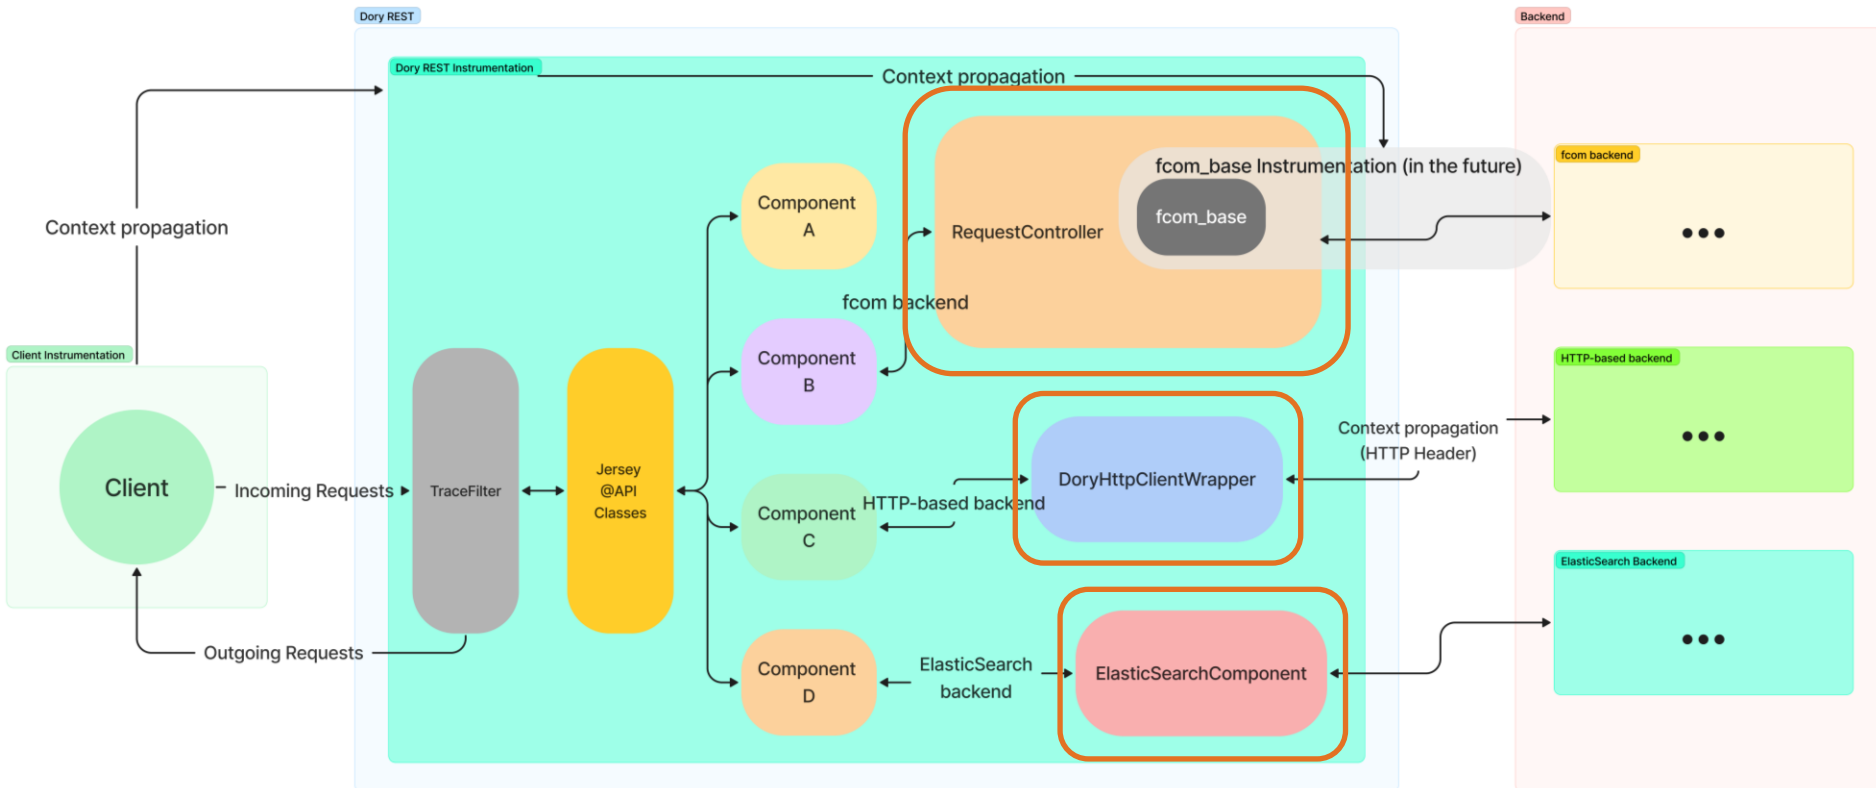 Dory REST
Backend
Dory REST Instrumentation
Context propagation
fcom backend
fcom_base Instrumentation (in the future)
Component
A
fcom_base
Context propagation
RequestController
fcom backend
Client Instrumentation
Component
B
HTTP-based backend
Context propagation
(HTTP Header)
Jersey
@API
Classes
DoryHttpClientWrapper
Client
Incoming Requests
TraceFilter
Component
C
HTTP-based backend
ElasticSearch Backend
Outgoing Requests
Component
D
ElasticSearch
backend
ElasticSearchComponent